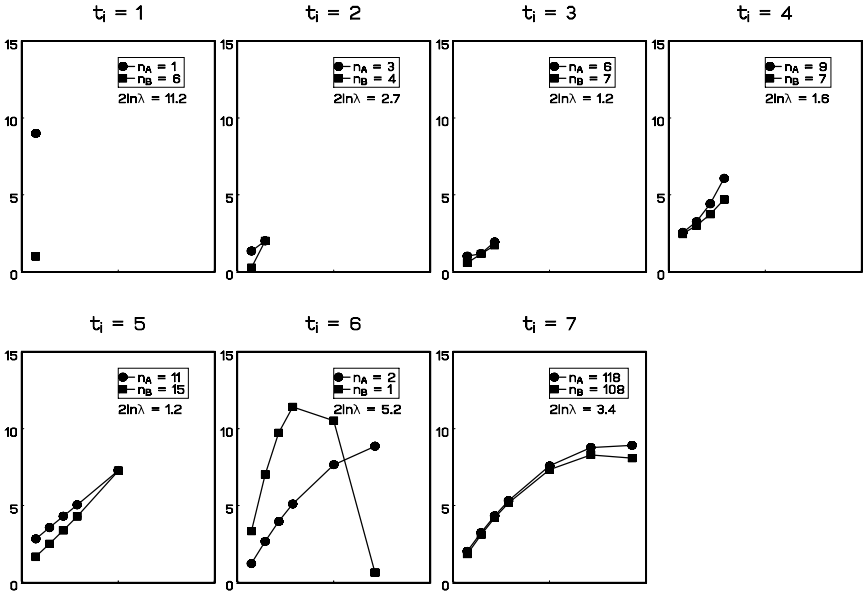 tᵢ = 1
tᵢ = 2
tᵢ = 3
tᵢ = 4
15
10
5
0
n_A = 1
n_B = 6
2lnλ = 11.2
15
10
5
0
n_A = 3
n_B = 4
2lnλ = 2.7
15
10
5
0
n_A = 6
n_B = 7
2lnλ = 1.2
15
10
5
0
n_A = 9
n_B = 7
2lnλ = 1.6
tᵢ = 5
tᵢ = 6
tᵢ = 7
15
10
5
0
n_A = 11
n_B = 15
2lnλ = 1.2
15
10
5
0
n_A = 2
n_B = 1
2lnλ = 5.2
15
10
5
0
n_A = 118
n_B = 108
2lnλ = 3.4